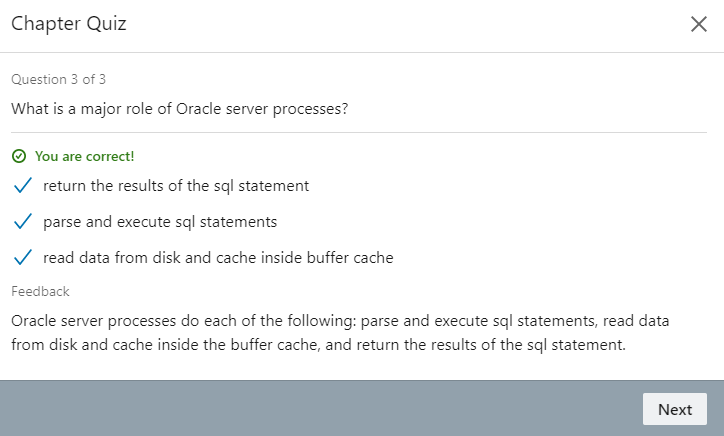 Chapter Quiz
Question 3 of 3
What is a major role of Oracle server processes?
You are correct!
return the results of the sql statement
parse and execute sql statements
read data from disk and cache inside buffer cache
Feedback
Oracle server processes do each of the following: parse and execute sql statements, read data
from disk and cache inside the buffer cache, and return the results of the sql statement.
Next